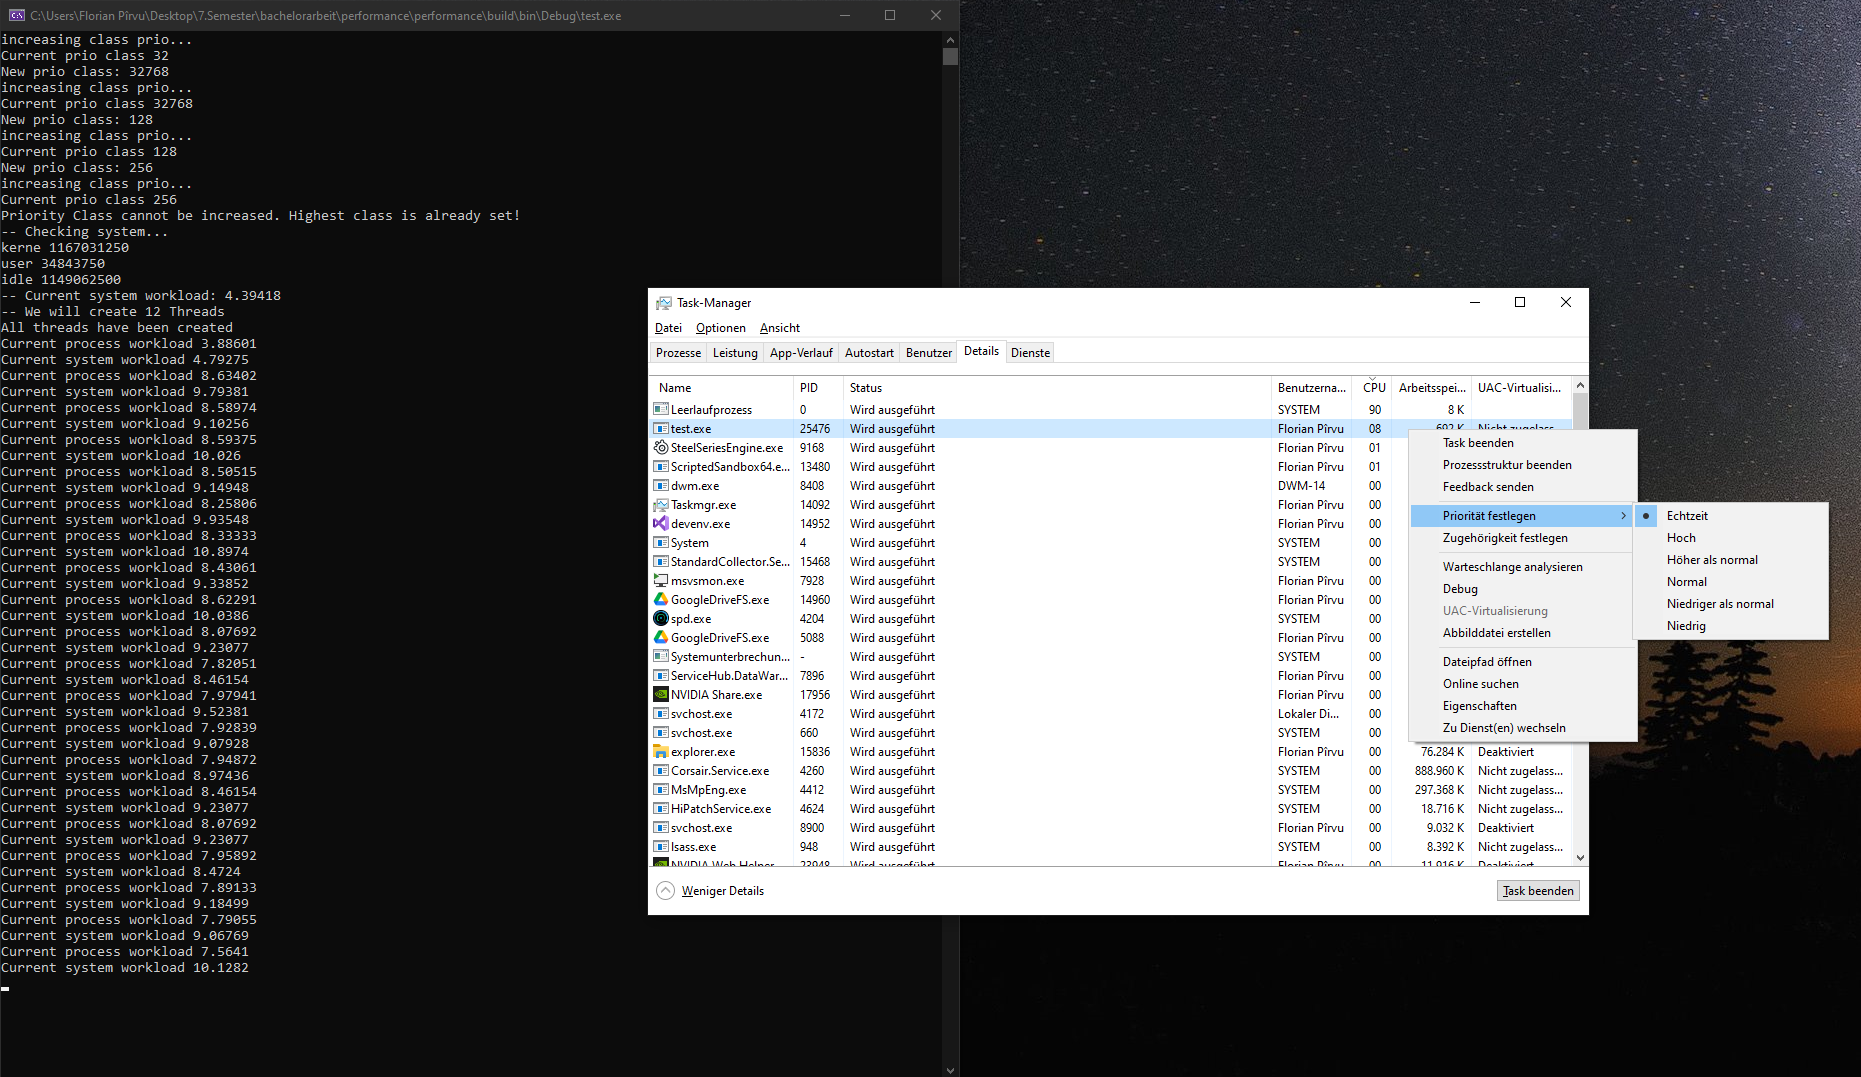 C:\Users\Florian Pîrvu\Desktop\7.Semester\bachelorarbeit\performance\performance\build\bin\Debug\test.exe
increasing class prio...
Current prio class 32
New prio class: 32768
increasing class prio...
Current prio class 32768
New prio class: 128
increasing class prio...
Current prio class 128
New prio class: 256
increasing class prio...
Current prio class 256
Priority Class cannot be increased. Highest class is already set!
-- Checking system...
kerne 1167031250
user 34843750
idle 1149062500
-- Current system workload: 4.39418
-- We will create 12 Threads
All threads have been created
Current process workload 3.88601
Current system workload 4.79275
Current process workload 8.63402
Current system workload 9.79381
Current process workload 8.58974
Current system workload 9.10256
Current process workload 8.59375
Current system workload 10.026
Current process workload 8.50515
Current system workload 9.14948
Current process workload 8.25806
Current system workload 9.93548
Current process workload 8.33333
Current system workload 10.8974
Current process workload 8.43061
Current system workload 9.33852
Current process workload 8.62291
Current system workload 10.0386
Current process workload 8.07692
Current system workload 9.23077
Current process workload 7.82051
Current system workload 8.46154
Current process workload 7.97941
Current system workload 9.52381
Current process workload 7.92839
Current system workload 9.07928
Current process workload 7.94872
Current system workload 8.97436
Current process workload 8.46154
Current system workload 9.23077
Current process workload 8.07692
Current system workload 9.23077
Current process workload 7.95892
Current system workload 8.4724
Current process workload 7.89133
Current system workload 9.18499
Current process workload 7.79055
Current system workload 9.06769
Current process workload 7.5641
Current system workload 10.1282
Task-Manager
Datei Optionen Ansicht
Prozesse Leistung App-Verlauf Autostart Benutzer Details Dienste
Name PID Status Benutzerna... CPU Arbeitsspei... UAC-Virtualisi...
Leerlaufprozess 0 Wird ausgeführt SYSTEM 90 8 K
test.exe 25476 Wird ausgeführt Florian Pîrvu 08 692 K Nicht zugelass...
SteelSeriesEngine.exe 9168 Wird ausgeführt Florian Pîrvu 01
ScriptedSandbox64.e... 13480 Wird ausgeführt Florian Pîrvu 01
dwm.exe 8408 Wird ausgeführt DWM-14 00
Taskmgr.exe 14092 Wird ausgeführt Florian Pîrvu 00
devenv.exe 14952 Wird ausgeführt Florian Pîrvu 00
System 4 Wird ausgeführt SYSTEM 00
StandardCollector.Se... 15468 Wird ausgeführt SYSTEM 00
msvsmon.exe 7928 Wird ausgeführt Florian Pîrvu 00
GoogleDriveFS.exe 14960 Wird ausgeführt Florian Pîrvu 00
spd.exe 4204 Wird ausgeführt SYSTEM 00
GoogleDriveFS.exe 5088 Wird ausgeführt Florian Pîrvu 00
Systemunterbrechun... - Wird ausgeführt SYSTEM 00
ServiceHub.DataWar... 7896 Wird ausgeführt Florian Pîrvu 00
NVIDIA Share.exe 17956 Wird ausgeführt Florian Pîrvu 00
svchost.exe 4172 Wird ausgeführt Lokaler Di... 00
svchost.exe 660 Wird ausgeführt SYSTEM 00
explorer.exe 15836 Wird ausgeführt Florian Pîrvu 00 76.284 K Deaktiviert
Corsair.Service.exe 4260 Wird ausgeführt SYSTEM 00 888.960 K Nicht zugelass...
MsMpEng.exe 4412 Wird ausgeführt SYSTEM 00 297.368 K Nicht zugelass...
HiPatchService.exe 4624 Wird ausgeführt SYSTEM 00 18.716 K Nicht zugelass...
svchost.exe 8900 Wird ausgeführt Florian Pîrvu 00 9.032 K Deaktiviert
lsass.exe 948 Wird ausgeführt SYSTEM 00 8.392 K Nicht zugelass...
NVIDIA Web Helper 23948 Wird ausgeführt Florian Pîrvu 00 11.916 K Deaktiviert
Weniger Details
Task beenden
Task beenden
Prozessstruktur beenden
Feedback senden
Priorität festlegen
Zugehörigkeit festlegen
Warteschlange analysieren
Debug
UAC-Virtualisierung
Abbilddatei erstellen
Dateipfad öffnen
Online suchen
Eigenschaften
Zu Dienst(en) wechseln
Echtzeit
Hoch
Höher als normal
Normal
Niedriger als normal
Niedrig